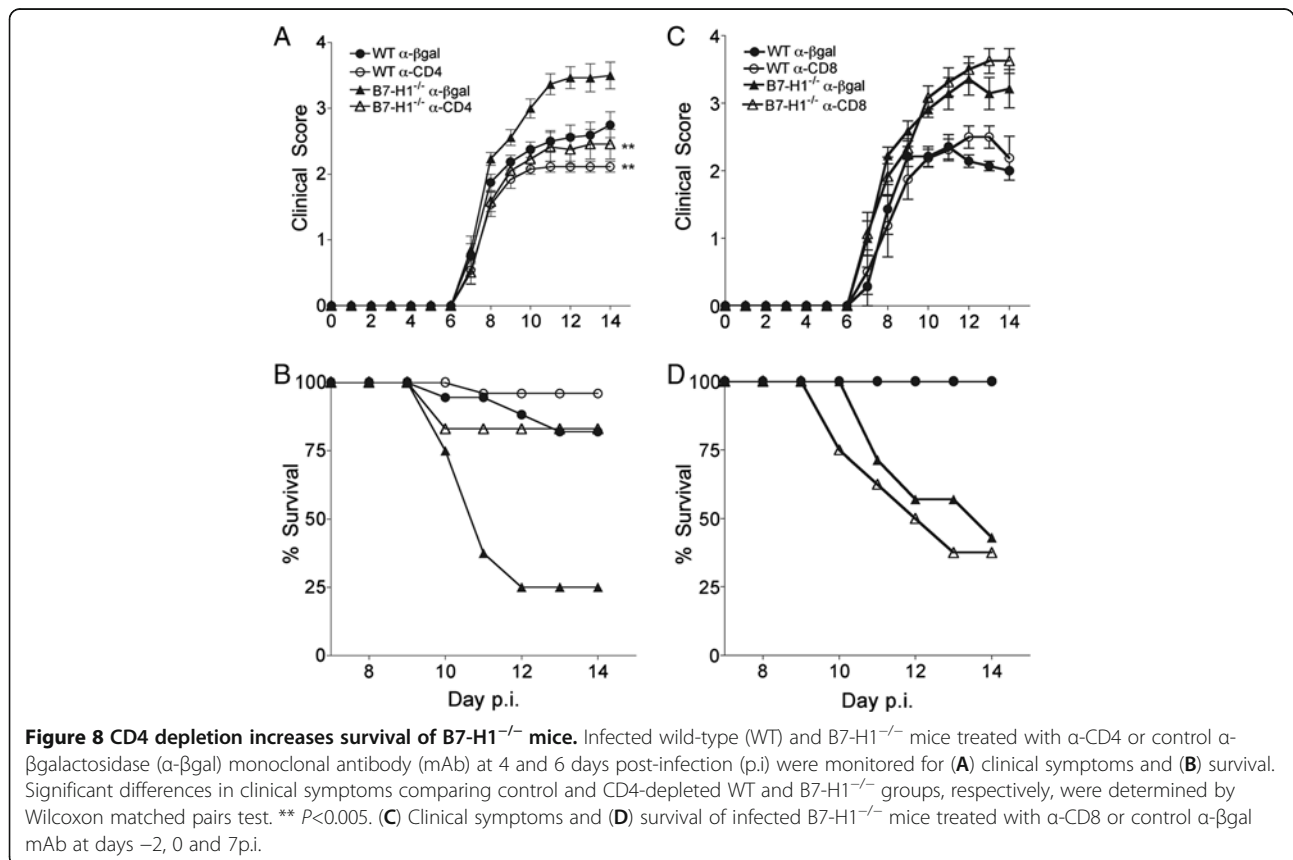 A
4
3
2
1
0
Clinical Score
WT α-βgal
WT α-CD4
B7-H1⁻/⁻ α-βgal
B7-H1⁻/⁻ α-CD4
**
**
0 2 4 6 8 10 12 14
C
4
3
2
1
0
Clinical Score
WT α-βgal
WT α-CD8
B7-H1⁻/⁻ α-βgal
B7-H1⁻/⁻ α-CD8
0 2 4 6 8 10 12 14
B
100
75
50
25
0
% Survival
8 10 12 14
Day p.i.
D
100
75
50
25
0
% Survival
8 10 12 14
Day p.i.
Figure 8 CD4 depletion increases survival of B7-H1⁻/⁻ mice. Infected wild-type (WT) and B7-H1⁻/⁻ mice treated with α-CD4 or control α-
βgalactosidase (α-βgal) monoclonal antibody (mAb) at 4 and 6 days post-infection (p.i) were monitored for (A) clinical symptoms and (B) survival.
Significant differences in clinical symptoms comparing control and CD4-depleted WT and B7-H1⁻/⁻ groups, respectively, were determined by
Wilcoxon matched pairs test. ** P<0.005. (C) Clinical symptoms and (D) survival of infected B7-H1⁻/⁻ mice treated with α-CD8 or control α-βgal
mAb at days −2, 0 and 7p.i.